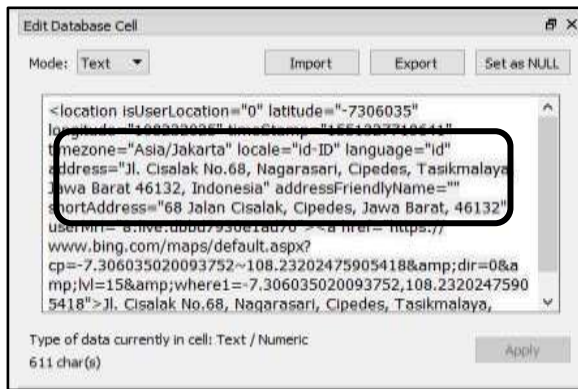 Edit Database Cell
Mode: Text
Import
Export
Set as NULL
<location isUserLocation="0" latitude="-7306035"
timezone="Asia/Jakarta" locale="id-ID" language="id"
address="Jl. Cisalak No.68, Nagarasari, Cipedes, Tasikmalaya
Jawa Barat 46132, Indonesia" addressFriendlyName=""
shortAddress="68 Jalan Cisalak, Cipedes, Jawa Barat, 46132"
href="https://
www.bing.com/maps/default.aspx?
cp=-7.306035020093752~108.23202475905418&amp;dir=0&a
mp;lvl=15&amp;where1=-7.306035020093752,108.2320247590
5418">Jl. Cisalak No.68, Nagarasari, Cipedes, Tasikmalaya,
Type of data currently in cell: Text / Numeric
611 char(s)
Apply